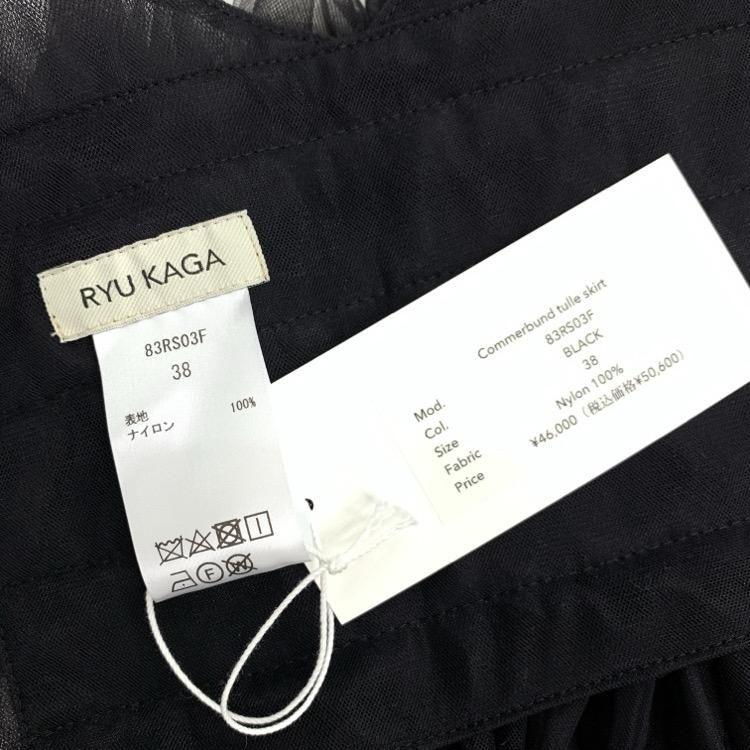 RYU KAGA
83RS03F
38
表地
ナイロン 100%
F
W
Commerbund tulle skirt
Mod. 83RS03F
Col. BLACK
Size 38
Fabric Nylon 100%
Price ¥46,000 (税込価格¥50,600)